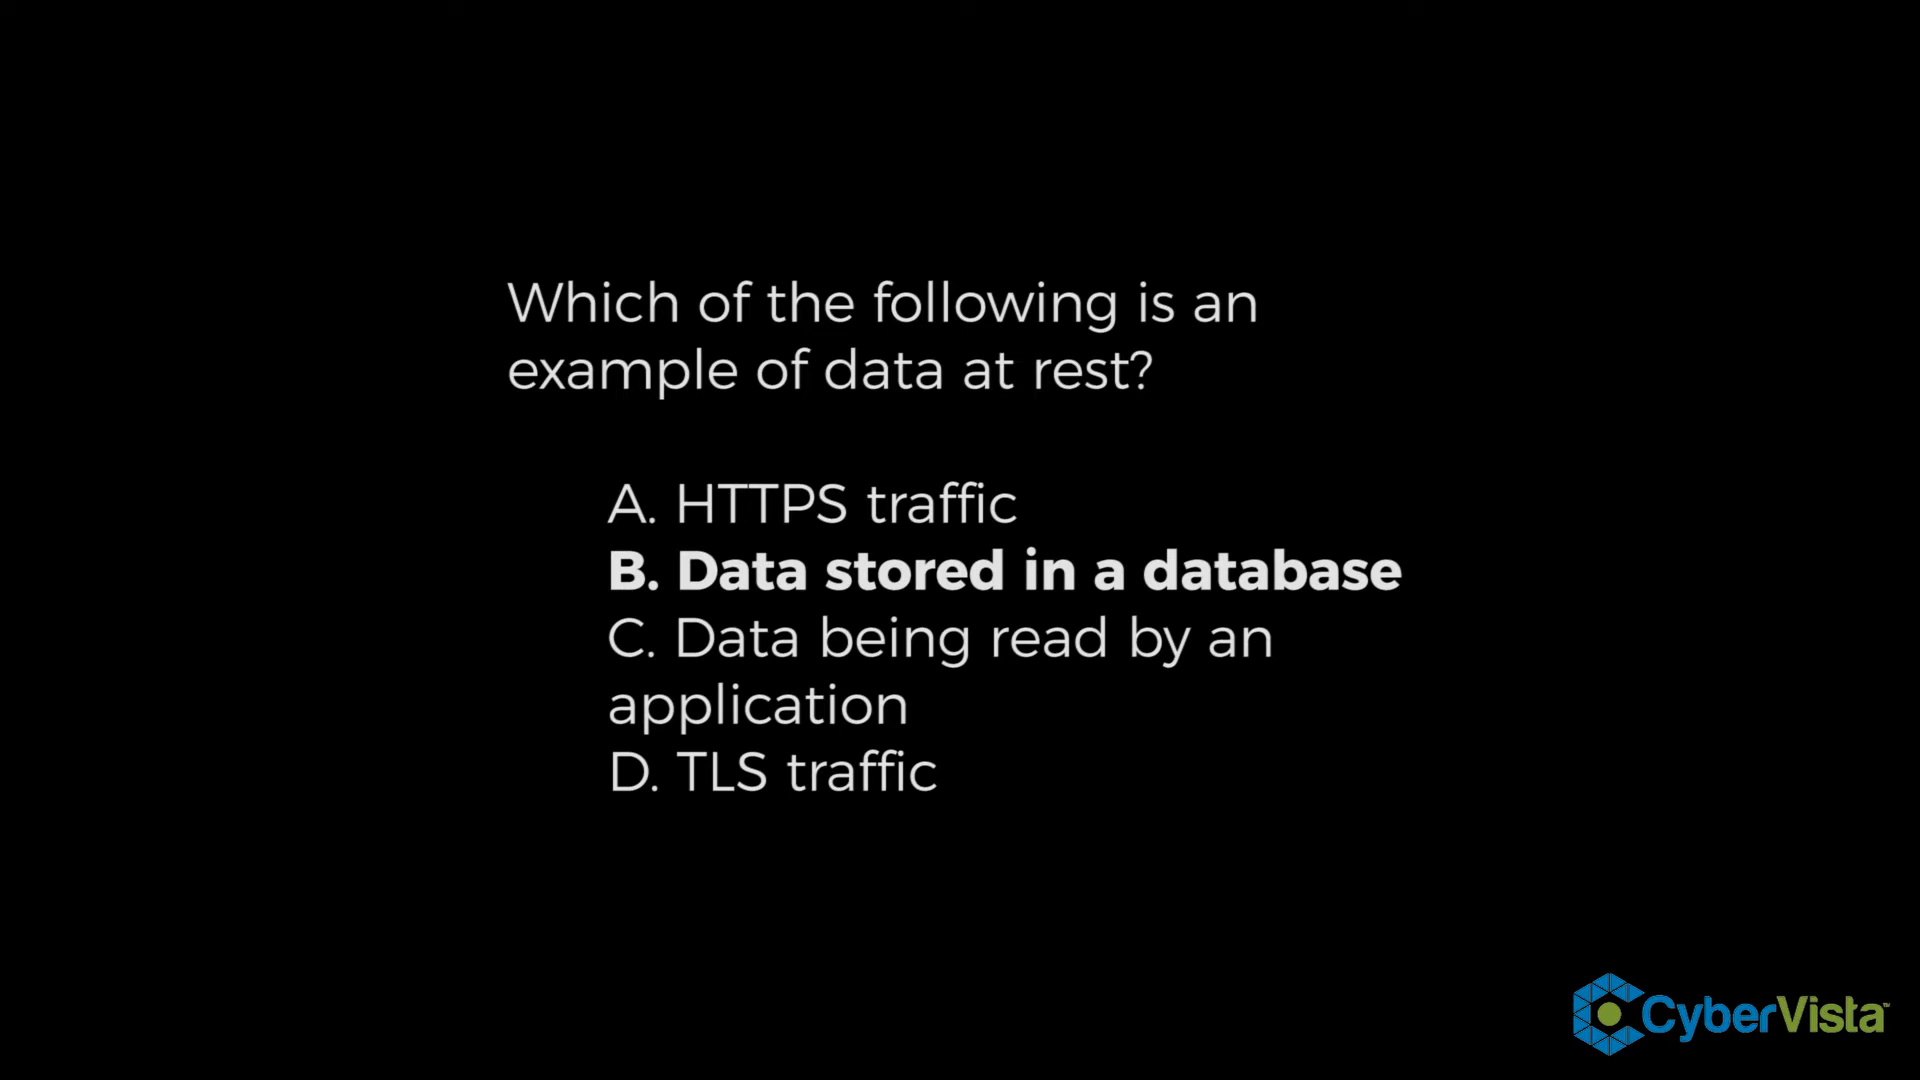 Which of the following is an
example of data at rest?
A. HTTPS traffic
B. Data stored in a database
C. Data being read by an
application
D. TLS traffic
CyberVista™